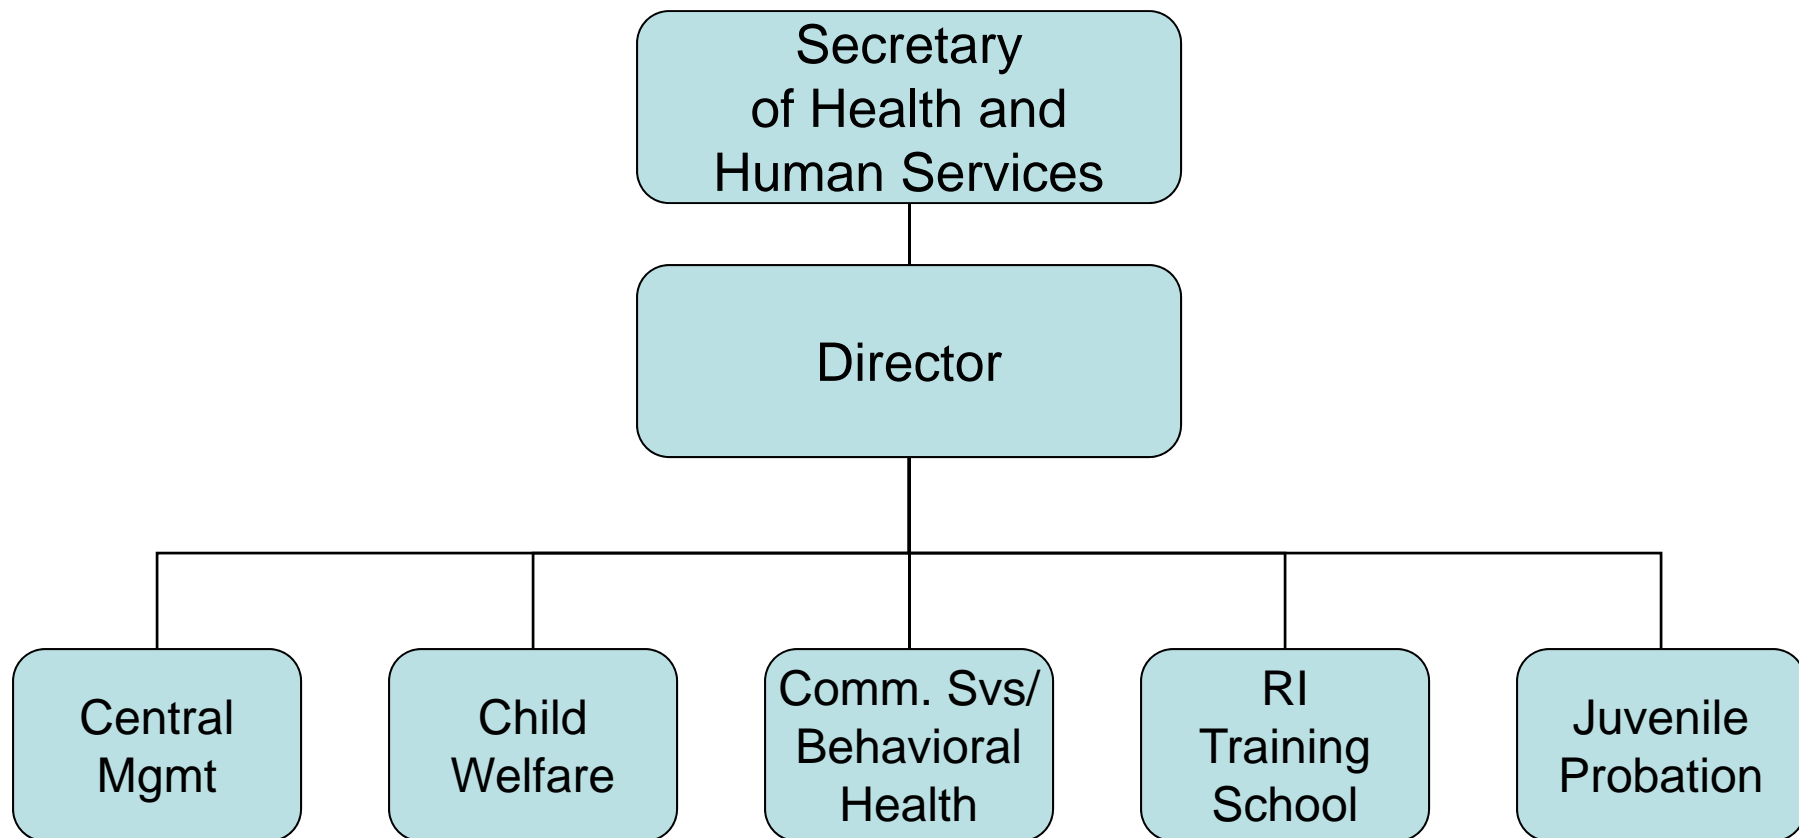 Secretary
of Health and
Human Services
Director
Central
Mgmt
Child
Welfare
Comm. Svs/
Behavioral
Health
RI
Training
School
Juvenile
Probation